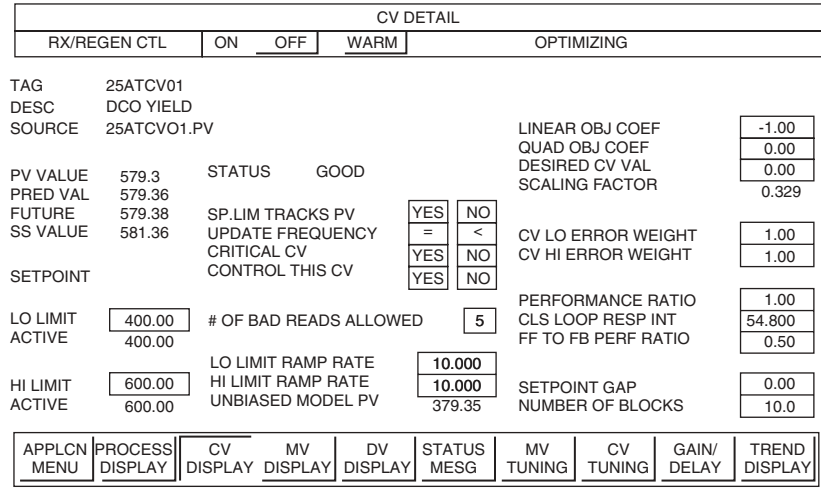 CV DETAIL
RX/REGEN CTL ON OFF WARM OPTIMIZING
TAG 25ATCV01
DESC DCO YIELD
SOURCE 25ATCVO1.PV
LINEAR OBJ COEF -1.00
QUAD OBJ COEF 0.00
DESIRED CV VAL 0.00
SCALING FACTOR 0.329
PV VALUE 579.3 STATUS GOOD
PRED VAL 579.36
FUTURE 579.38 SP.LIM TRACKS PV YES NO
SS VALUE 581.36 UPDATE FREQUENCY = < CV LO ERROR WEIGHT 1.00
CRITICAL CV YES NO CV HI ERROR WEIGHT 1.00
SETPOINT CONTROL THIS CV YES NO
PERFORMANCE RATIO 1.00
LO LIMIT 400.00 # OF BAD READS ALLOWED 5 CLS LOOP RESP INT 54.800
ACTIVE 400.00 FF TO FB PERF RATIO 0.50
LO LIMIT RAMP RATE 10.000
HI LIMIT 600.00 HI LIMIT RAMP RATE 10.000 SETPOINT GAP 0.00
ACTIVE 600.00 UNBIASED MODEL PV 379.35 NUMBER OF BLOCKS 10.0
APPLCN PROCESS CV MV DV STATUS MV CV GAIN/ TREND
MENU DISPLAY DISPLAY DISPLAY DISPLAY MESG TUNING TUNING DELAY DISPLAY